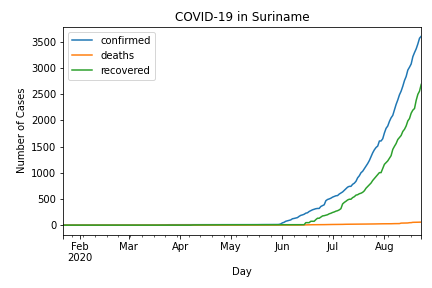 COVID-19 in Suriname
confirmed
deaths
recovered
Number of Cases
3500
3000
2500
2000
1500
1000
500
0
Feb Mar Apr May Jun Jul Aug
2020
Day